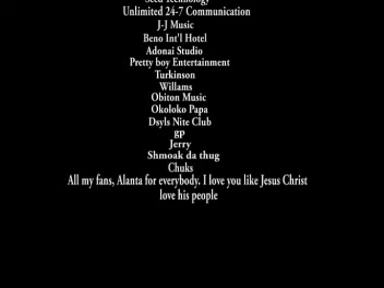 Seed Technology
Unlimited 24-7 Communication
J-J Music
Beno Int'l Hotel
Adonai Studio
Pretty boy Entertainment
Turkinson
Willams
Obiton Music
Okoloko Papa
Dsyls Nite Club
gp
Jerry
Shmoak da thug
Chuks
All my fans, Alanta for everybody. I love you like Jesus Christ
love his people